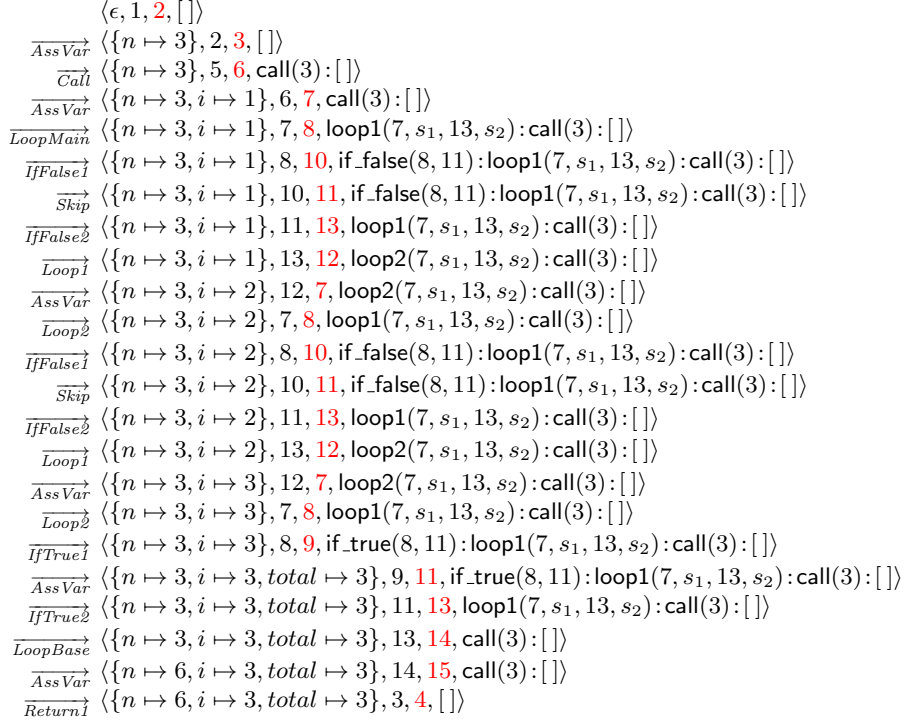 ⟨ϵ, 1, 2, [ ]⟩
AssVar ⟨{n ↦ 3}, 2, 3, [ ]⟩
Call ⟨{n ↦ 3}, 5, 6, call(3):[ ]⟩
AssVar ⟨{n ↦ 3, i ↦ 1}, 6, 7, call(3):[ ]⟩
LoopMain ⟨{n ↦ 3, i ↦ 1}, 7, 8, loop1(7, s₁, 13, s₂):call(3):[ ]⟩
IfFalse1 ⟨{n ↦ 3, i ↦ 1}, 8, 10, if_false(8, 11):loop1(7, s₁, 13, s₂):call(3):[ ]⟩
Skip ⟨{n ↦ 3, i ↦ 1}, 10, 11, if_false(8, 11):loop1(7, s₁, 13, s₂):call(3):[ ]⟩
IfFalse2 ⟨{n ↦ 3, i ↦ 1}, 11, 13, loop1(7, s₁, 13, s₂):call(3):[ ]⟩
Loop1 ⟨{n ↦ 3, i ↦ 1}, 13, 12, loop2(7, s₁, 13, s₂):call(3):[ ]⟩
AssVar ⟨{n ↦ 3, i ↦ 2}, 12, 7, loop2(7, s₁, 13, s₂):call(3):[ ]⟩
Loop2 ⟨{n ↦ 3, i ↦ 2}, 7, 8, loop1(7, s₁, 13, s₂):call(3):[ ]⟩
IfFalse1 ⟨{n ↦ 3, i ↦ 2}, 8, 10, if_false(8, 11):loop1(7, s₁, 13, s₂):call(3):[ ]⟩
Skip ⟨{n ↦ 3, i ↦ 2}, 10, 11, if_false(8, 11):loop1(7, s₁, 13, s₂):call(3):[ ]⟩
IfFalse2 ⟨{n ↦ 3, i ↦ 2}, 11, 13, loop1(7, s₁, 13, s₂):call(3):[ ]⟩
Loop1 ⟨{n ↦ 3, i ↦ 2}, 13, 12, loop2(7, s₁, 13, s₂):call(3):[ ]⟩
AssVar ⟨{n ↦ 3, i ↦ 3}, 12, 7, loop2(7, s₁, 13, s₂):call(3):[ ]⟩
Loop2 ⟨{n ↦ 3, i ↦ 3}, 7, 8, loop1(7, s₁, 13, s₂):call(3):[ ]⟩
IfTrue1 ⟨{n ↦ 3, i ↦ 3}, 8, 9, if_true(8, 11):loop1(7, s₁, 13, s₂):call(3):[ ]⟩
AssVar ⟨{n ↦ 3, i ↦ 3, total ↦ 3}, 9, 11, if_true(8, 11):loop1(7, s₁, 13, s₂):call(3):[ ]⟩
IfTrue2 ⟨{n ↦ 3, i ↦ 3, total ↦ 3}, 11, 13, loop1(7, s₁, 13, s₂):call(3):[ ]⟩
LoopBase ⟨{n ↦ 3, i ↦ 3, total ↦ 3}, 13, 14, call(3):[ ]⟩
AssVar ⟨{n ↦ 6, i ↦ 3, total ↦ 3}, 14, 15, call(3):[ ]⟩
Return1 ⟨{n ↦ 6, i ↦ 3, total ↦ 3}, 3, 4, [ ]⟩